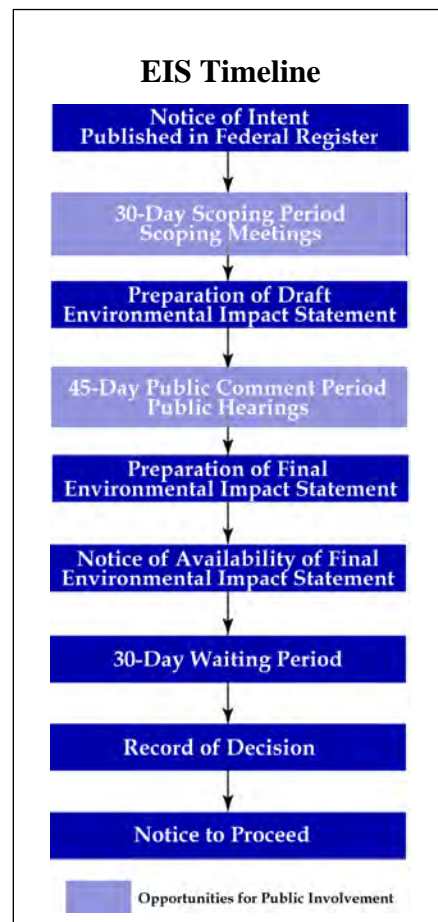 EIS Timeline
Notice of Intent
Published in Federal Register
30-Day Scoping Period
Scoping Meetings
Preparation of Draft
Environmental Impact Statement
45-Day Public Comment Period
Public Hearings
Preparation of Final
Environmental Impact Statement
Notice of Availability of Final
Environmental Impact Statement
30-Day Waiting Period
Record of Decision
Notice to Proceed
Opportunities for Public Involvement